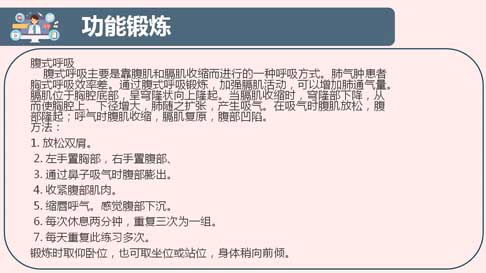 功能锻炼
腹式呼吸
腹式呼吸主要是靠腹肌和膈肌收缩而进行的一种呼吸方式。肺气肿患者
胸式呼吸效率差。通过腹式呼吸锻炼，加强膈肌活动，可以增加肺通气量。
膈肌位于胸腔底部，呈穹隆状向上隆起。当膈肌收缩时，穹隆部下降，从
而使胸腔上、下径增大，肺随之扩张，产生吸气。在吸气时腹肌放松，腹
部隆起；呼气时腹肌收缩，膈肌复原，腹部凹陷。
方法：
1. 放松双肩。
2. 左手置胸部，右手置腹部、
3. 通过鼻子吸气时腹部膨出。
4. 收紧腹部肌肉。
5. 缩唇呼气。感觉腹部下沉。
6. 每次休息两分钟，重复三次为一组。
7. 每天重复此练习多次。
锻炼时取仰卧位，也可取坐位或站位，身体稍向前倾。